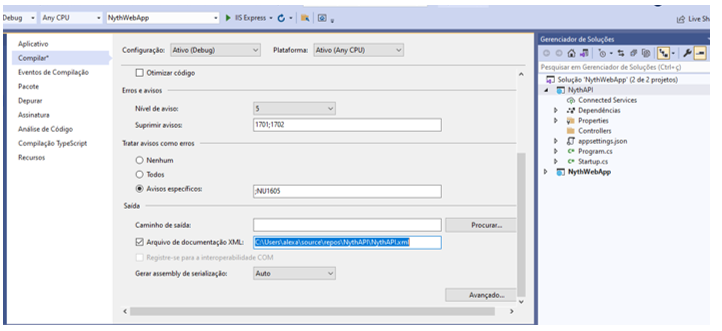 Debug Any CPU NythWebApp IIS Express Live Sh
Aplicativo
Compilar*
Eventos de Compilação
Pacote
Depurar
Assinatura
Análise de Código
Compilação TypeScript
Recursos
Configuração: Ativo (Debug) Plataforma: Ativo (Any CPU)
Otimizar código
Erros e avisos
Nível de aviso: 5
Suprimir avisos: 1701;1702
Tratar avisos como erros
Nenhum
Todos
Avisos específicos: ;NU1605
Saída
Caminho de saída: Procurar...
Arquivo de documentação XML: C:\Users\alexa\source\repos\NythAPI\NythAPI.xml
Registre-se para a interoperabilidade COM
Gerar assembly de serialização: Auto
Avançado...
Gerenciador de Soluções
Pesquisar em Gerenciador de Soluções (Ctrl+ç)
Solução 'NythWebApp' (2 de 2 projetos)
NythAPI
Connected Services
Dependências
Properties
Controllers
appsettings.json
C# Program.cs
C# Startup.cs
NythWebApp